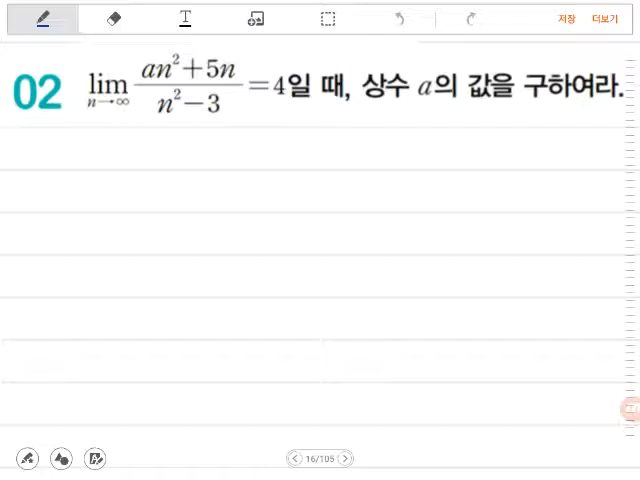 저장 더보기
02 lim n→∞ (an²+5n)/(n²−3) =4일 때, 상수 a의 값을 구하여라.
16/105